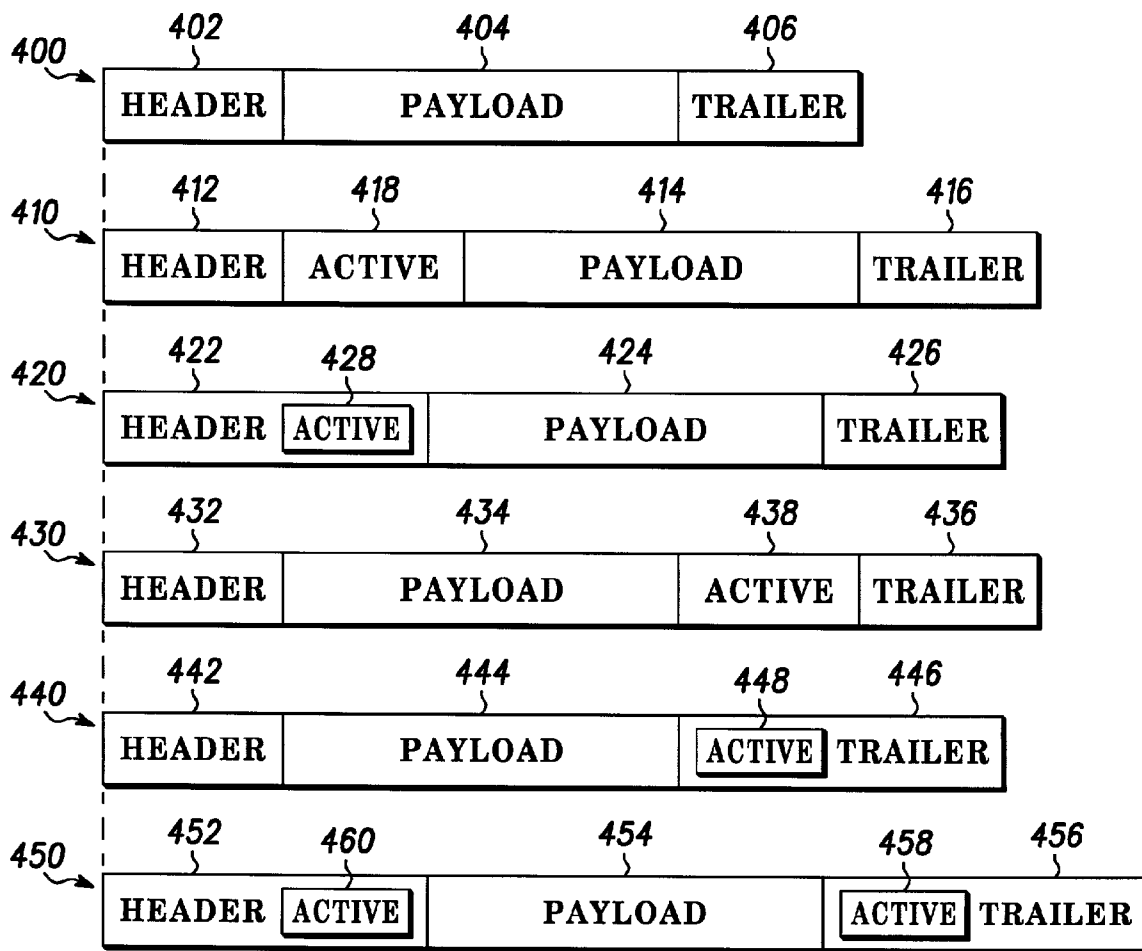 402 404 406
400
HEADER PAYLOAD TRAILER
412 418 414 416
410
HEADER ACTIVE PAYLOAD TRAILER
422 428 424 426
420
HEADER ACTIVE PAYLOAD TRAILER
432 434 438 436
430
HEADER PAYLOAD ACTIVE TRAILER
442 444 448 446
440
HEADER PAYLOAD ACTIVE TRAILER
452 460 454 458 456
450
HEADER ACTIVE PAYLOAD ACTIVE TRAILER